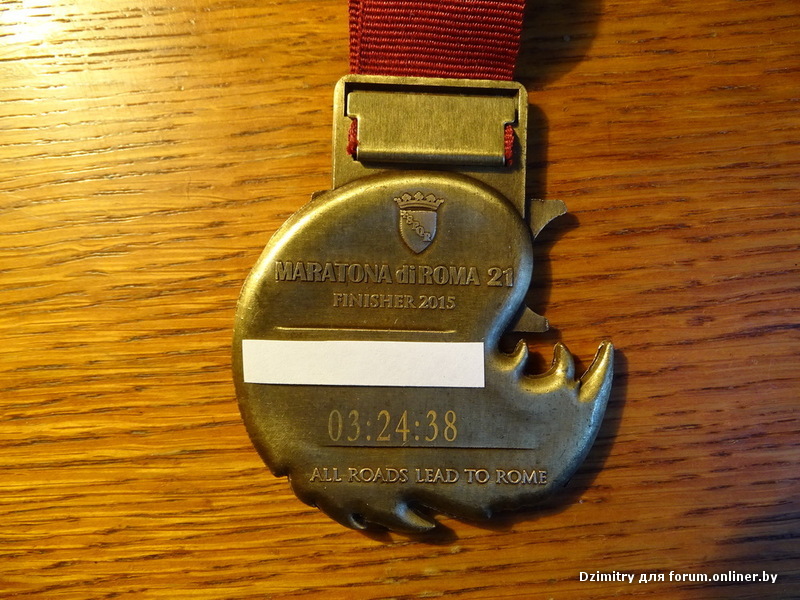 SPQR
MARATONA di ROMA 21
FINISHER 2015
03:24:38
ALL ROADS LEAD TO ROME
Dzimitry для forum.onliner.by